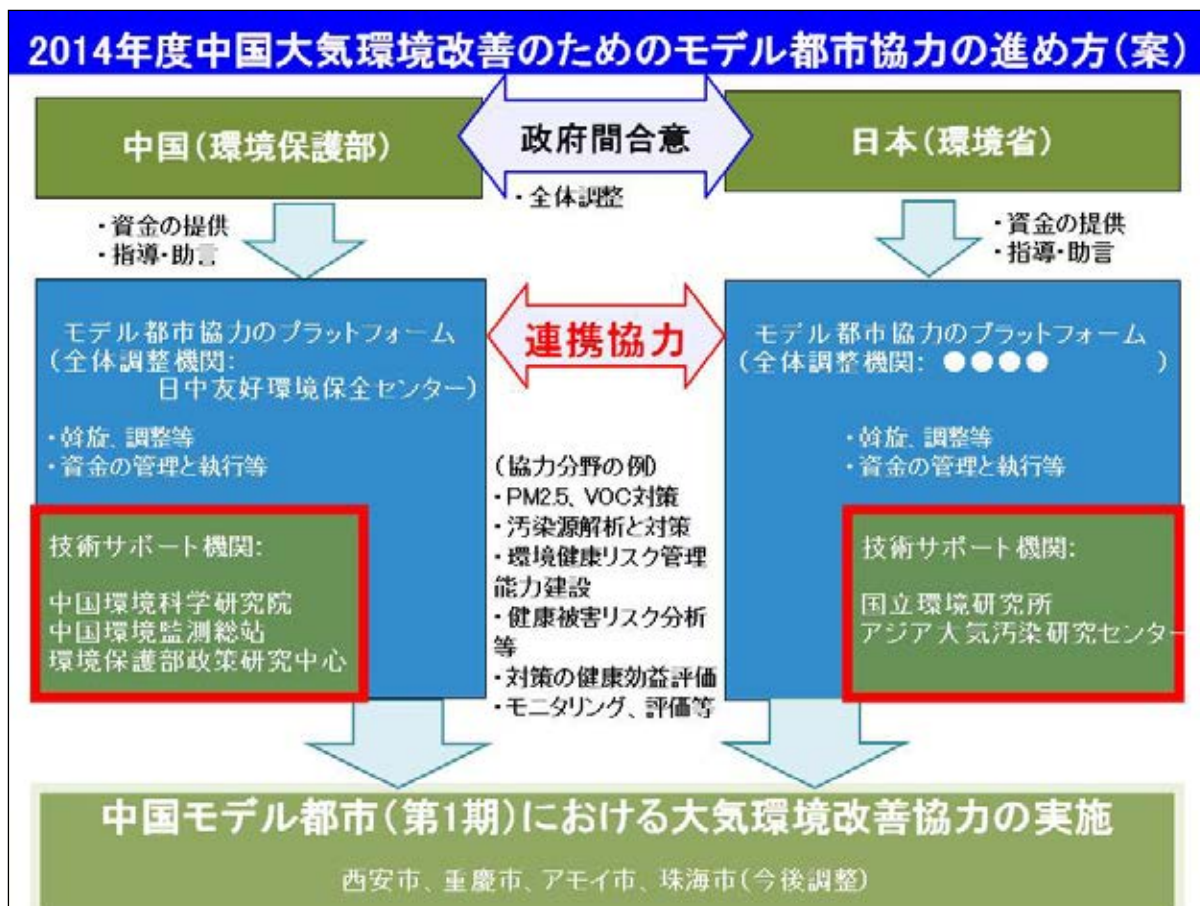 2014年度中国大気環境改善のためのモデル都市協力の進め方(案)
中国(環境保護部)
政府間合意
日本(環境省)
・全体調整
・資金の提供
・指導・助言
・資金の提供
・指導・助言
モデル都市協力のプラットフォーム
(全体調整機関:
日中友好環境保全センター)
・斡旋、調整等
・資金の管理と執行等
連携協力
モデル都市協力のプラットフォーム
(全体調整機関: ●●●● )
・斡旋、調整等
・資金の管理と執行等
(協力分野の例)
・PM2.5、VOC対策
・汚染源解析と対策
・環境健康リスク管理
能力建設
・健康被害リスク分析
等
・対策の健康効益評価
・モニタリング、評価等
技術サポート機関:
中国環境科学研究院
中国環境監測総站
環境保護部政策研究中心
技術サポート機関:
国立環境研究所
アジア大気汚染研究センター
中国モデル都市(第1期)における大気環境改善協力の実施
西安市、重慶市、アモイ市、珠海市(今後調整)